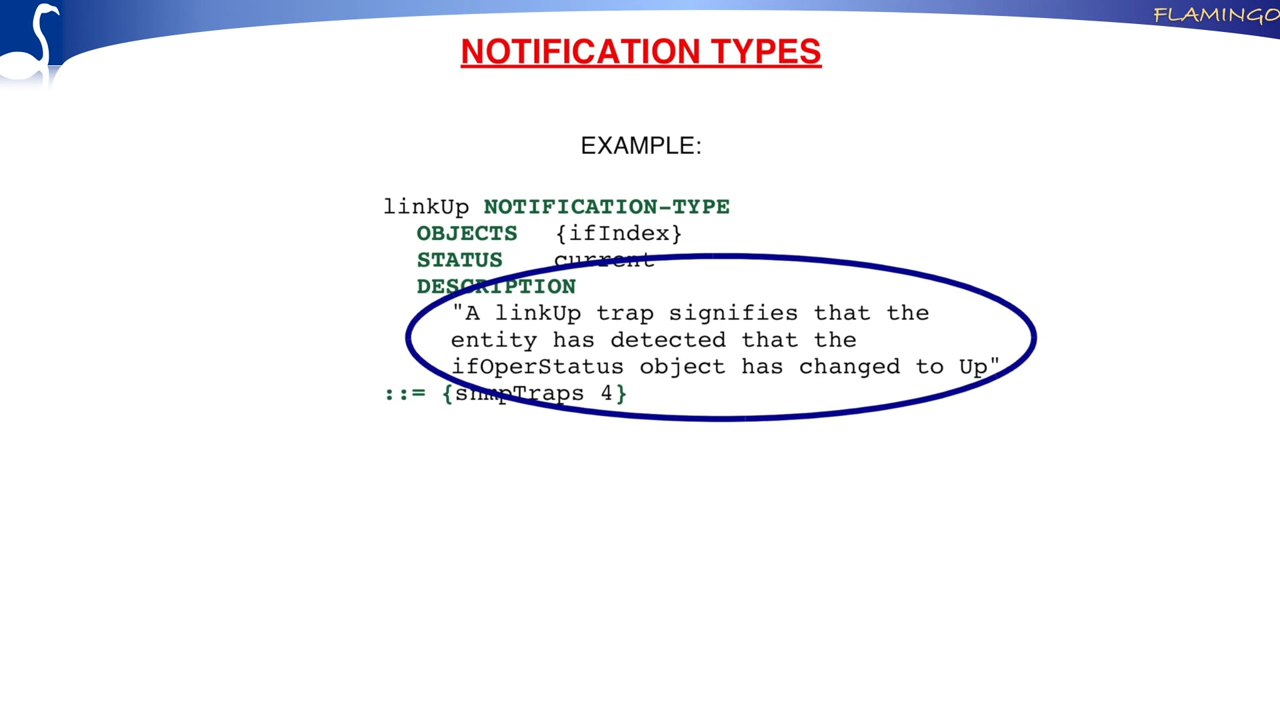 FLAMINGO
NOTIFICATION TYPES
EXAMPLE:
linkUp NOTIFICATION-TYPE
OBJECTS {ifIndex}
STATUS current
DESCRIPTION
"A linkUp trap signifies that the
entity has detected that the
ifOperStatus object has changed to Up"
::= {snmpTraps 4}